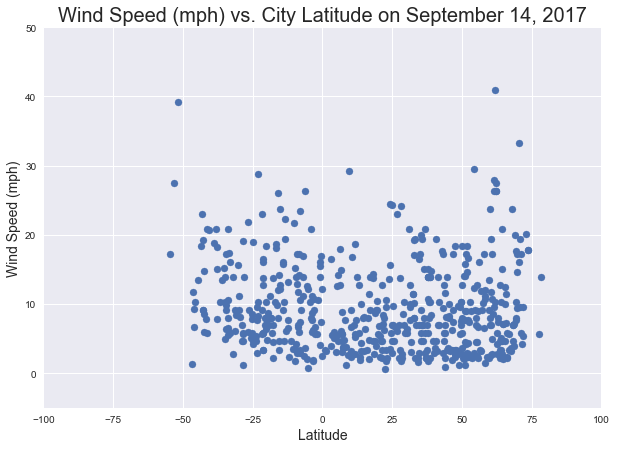 Wind Speed (mph) vs. City Latitude on September 14, 2017
50
40
30
20
10
0
Wind Speed (mph)
−100 −75 −50 −25 0 25 50 75 100
Latitude